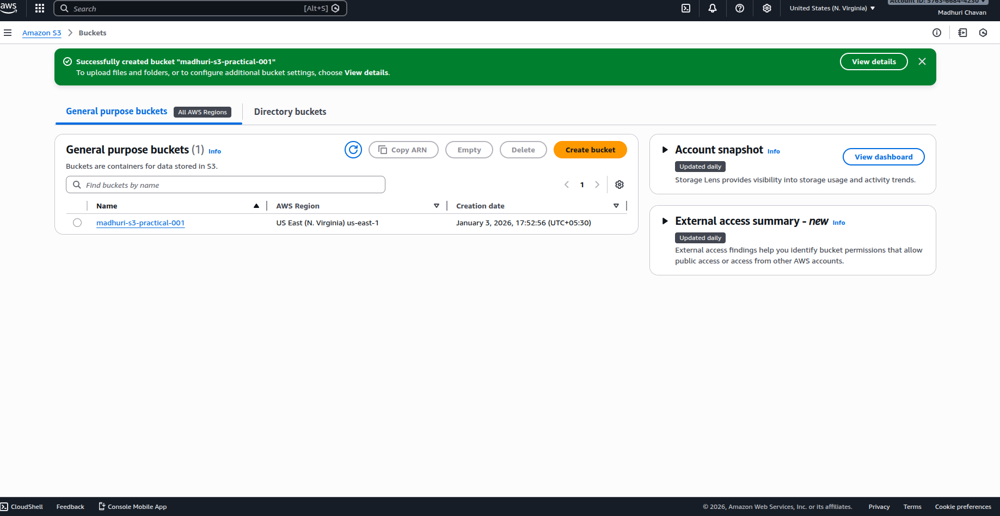 aws
Search [Alt+S]
United States (N. Virginia)
Account ID: 5763-6684-4230
Madhuri Chavan
Amazon S3 Buckets
Successfully created bucket "madhuri-s3-practical-001"
To upload files and folders, or to configure additional bucket settings, choose View details.
View details
General purpose buckets All AWS Regions
Directory buckets
General purpose buckets (1) Info
Copy ARN
Empty
Delete
Create bucket
Buckets are containers for data stored in S3.
Find buckets by name
1
Name AWS Region Creation date
madhuri-s3-practical-001 US East (N. Virginia) us-east-1 January 3, 2026, 17:52:56 (UTC+05:30)
Account snapshot Info
View dashboard
Updated daily
Storage Lens provides visibility into storage usage and activity trends.
External access summary - new Info
Updated daily
External access findings help you identify bucket permissions that allow
public access or access from other AWS accounts.
CloudShell Feedback Console Mobile App
© 2026, Amazon Web Services, Inc. or its affiliates. Privacy Terms Cookie preferences